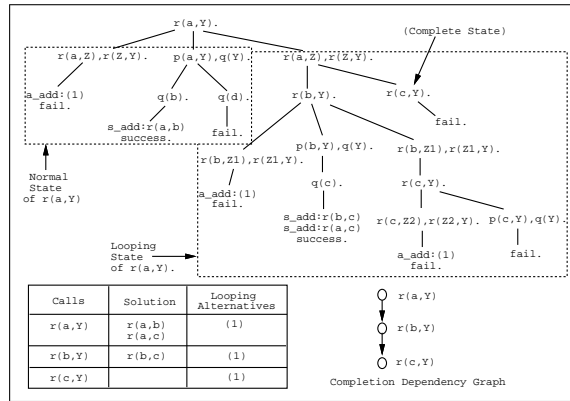 r(a,Y).
(Complete State)
r(a,Z),r(Z,Y).
p(a,Y),q(Y).
r(a,Z),r(Z,Y).
a_add:(1)
fail.
q(b).
q(d).
r(b,Y).
r(c,Y).
s_add:r(a,b)
success.
fail.
fail.
Normal
State
of r(a,Y)
r(b,Z1),r(Z1,Y).
p(b,Y),q(Y).
r(b,Z1),r(Z1,Y).
a_add:(1)
fail.
q(c).
r(c,Y).
s_add:r(b,c)
s_add:r(a,c)
success.
r(c,Z2),r(Z2,Y).
p(c,Y),q(Y).
a_add:(1)
fail.
fail.
Looping
State
of r(a,Y).
Calls
Solution
Looping
Alternatives
r(a,Y)
r(a,b)
r(a,c)
(1)
r(b,Y)
r(b,c)
(1)
r(c,Y)
(1)
r(a,Y)
r(b,Y)
r(c,Y)
Completion Dependency Graph